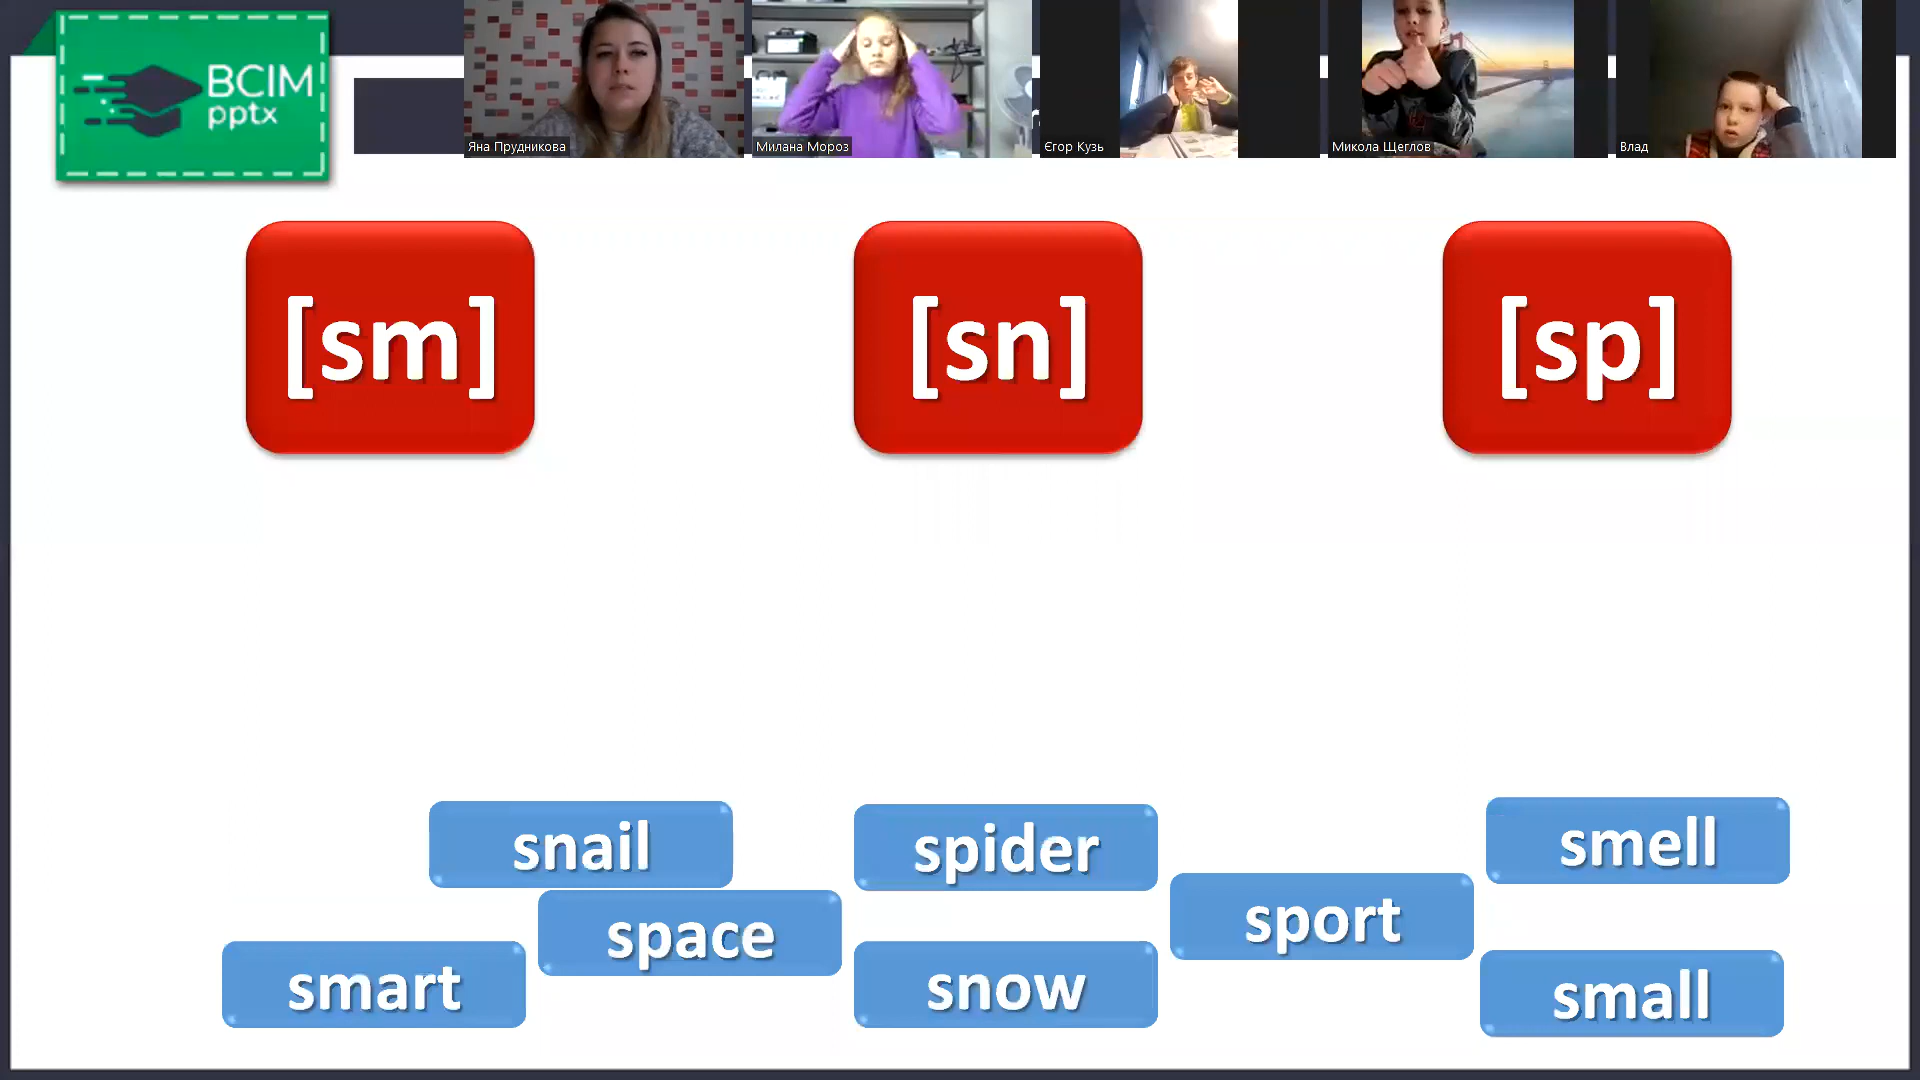 BCIM
pptx
Яна Прудникова
Милана Мороз
Єгор Кузь
Микола Щеглов
Влад
[sm]
[sn]
[sp]
snail
spider
smell
space
sport
smart
snow
small